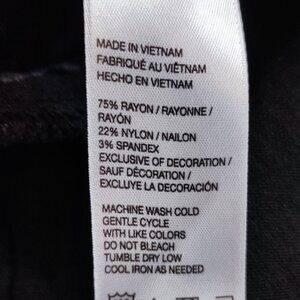 MADE IN VIETNAM
FABRIQUÉ AU VIÊTNAM
HECHO EN VIETNAM
75% RAYON / RAYONNE /
RAYÓN
22% NYLON / NAILON
3% SPANDEX
EXCLUSIVE OF DECORATION /
SAUF DÉCORATION /
EXCLUYE LA DECORACIÓN
MACHINE WASH COLD
GENTLE CYCLE
WITH LIKE COLORS
DO NOT BLEACH
TUMBLE DRY LOW
COOL IRON AS NEEDED